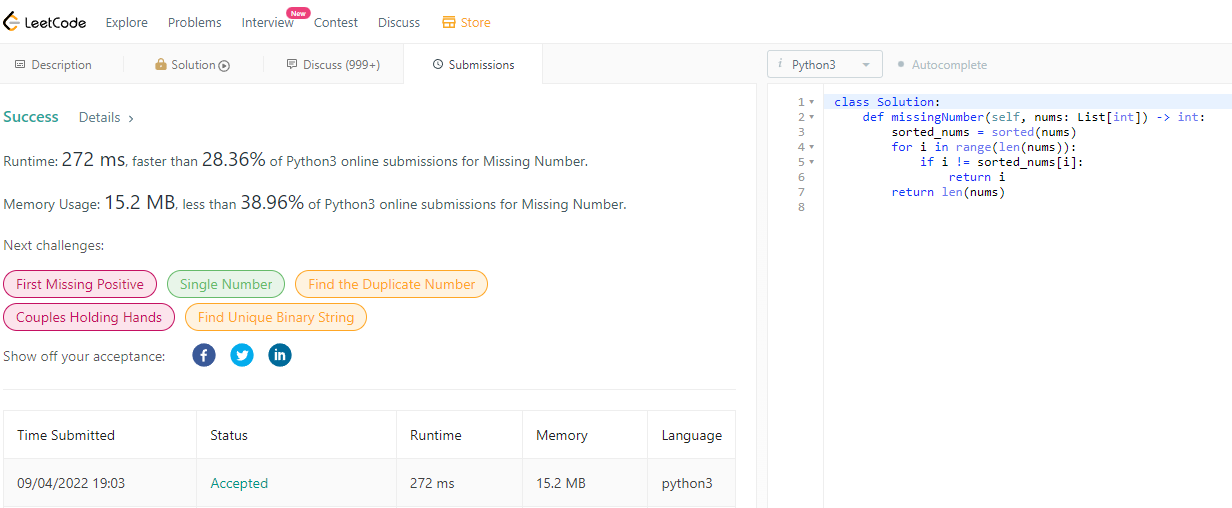 LeetCode Explore Problems Interview New Contest Discuss Store
Description Solution Discuss (999+) Submissions
Success Details ›
Runtime: 272 ms, faster than 28.36% of Python3 online submissions for Missing Number.
Memory Usage: 15.2 MB, less than 38.96% of Python3 online submissions for Missing Number.
Next challenges:
First Missing Positive Single Number Find the Duplicate Number
Couples Holding Hands Find Unique Binary String
Show off your acceptance: f in
Time Submitted Status Runtime Memory Language
09/04/2022 19:03 Accepted 272 ms 15.2 MB python3
i Python3 Autocomplete
1 class Solution:
2     def missingNumber(self, nums: List[int]) -> int:
3         sorted_nums = sorted(nums)
4         for i in range(len(nums)):
5             if i != sorted_nums[i]:
6                 return i
7         return len(nums)
8